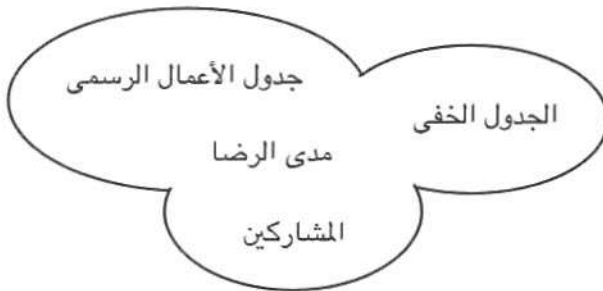 جدول الأعمال الرسمى
الجدول الخفى
مدى الرضا
المشاركين